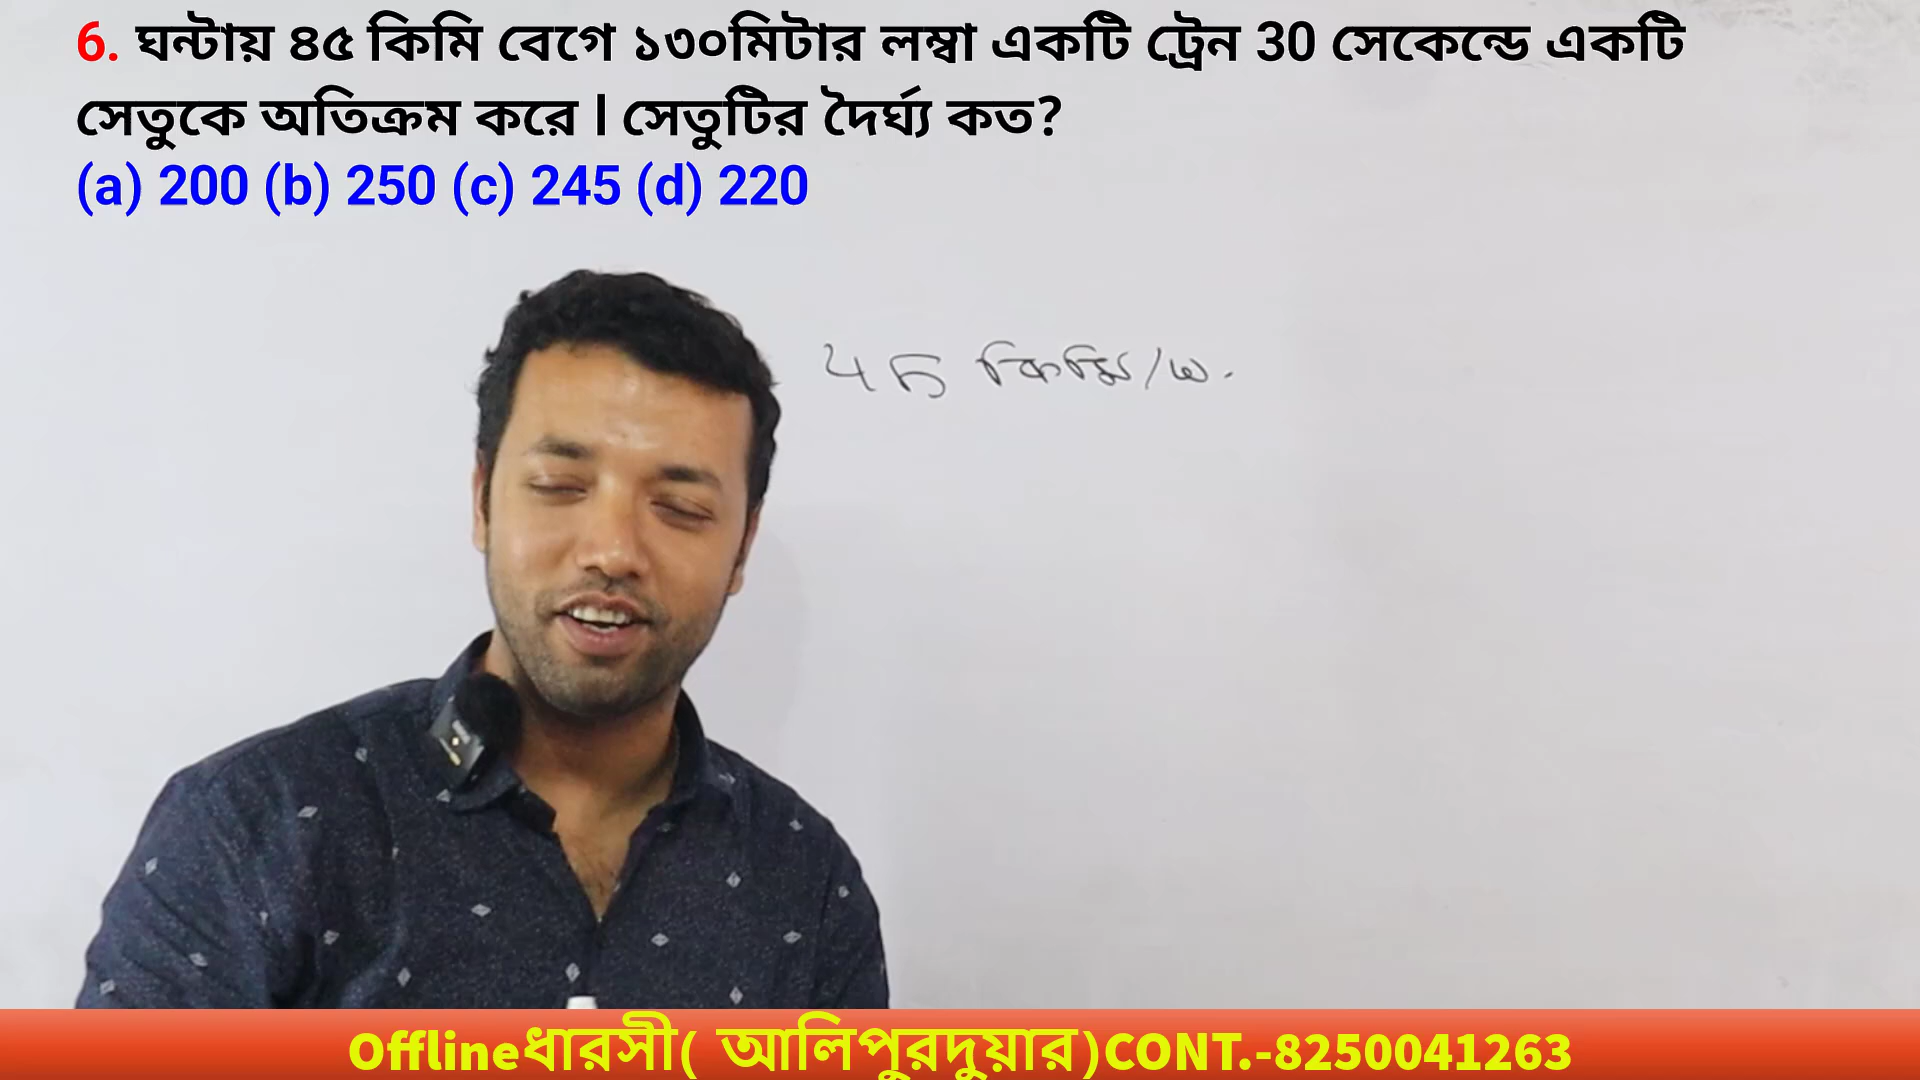 6. ঘন্টায় ৪৫ কিমি বেগে ১৩০মিটার লম্বা একটি ট্রেন 30 সেকেন্ডে একটি
সেতুকে অতিক্রম করে l সেতুটির দৈর্ঘ্য কত?
(a) 200 (b) 250 (c) 245 (d) 220
45 কিমি/ঘ.
Offlineধারসী( আলিপুরদুয়ার)CONT.-8250041263